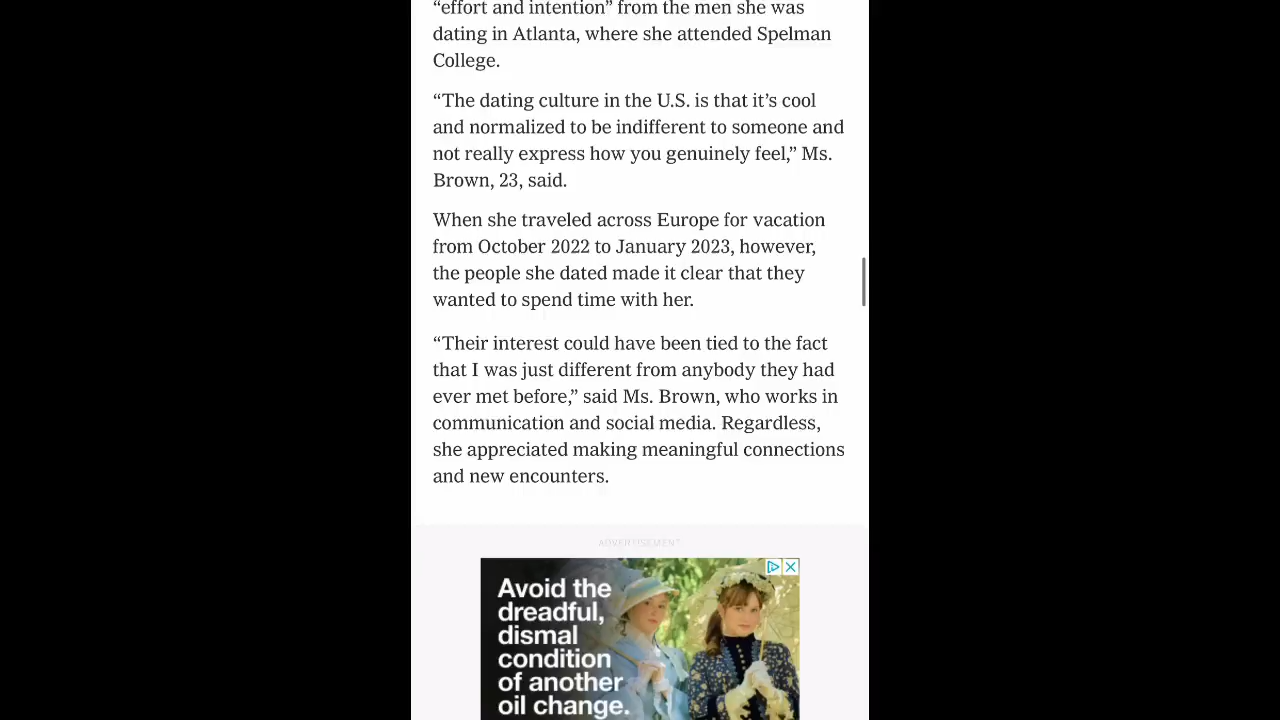 “effort and intention” from the men she was
dating in Atlanta, where she attended Spelman
College.
“The dating culture in the U.S. is that it’s cool
and normalized to be indifferent to someone and
not really express how you genuinely feel,” Ms.
Brown, 23, said.
When she traveled across Europe for vacation
from October 2022 to January 2023, however,
the people she dated made it clear that they
wanted to spend time with her.
“Their interest could have been tied to the fact
that I was just different from anybody they had
ever met before,” said Ms. Brown, who works in
communication and social media. Regardless,
she appreciated making meaningful connections
and new encounters.
ADVERTISEMENT
Avoid the
dreadful,
dismal
condition
of another
oil change.